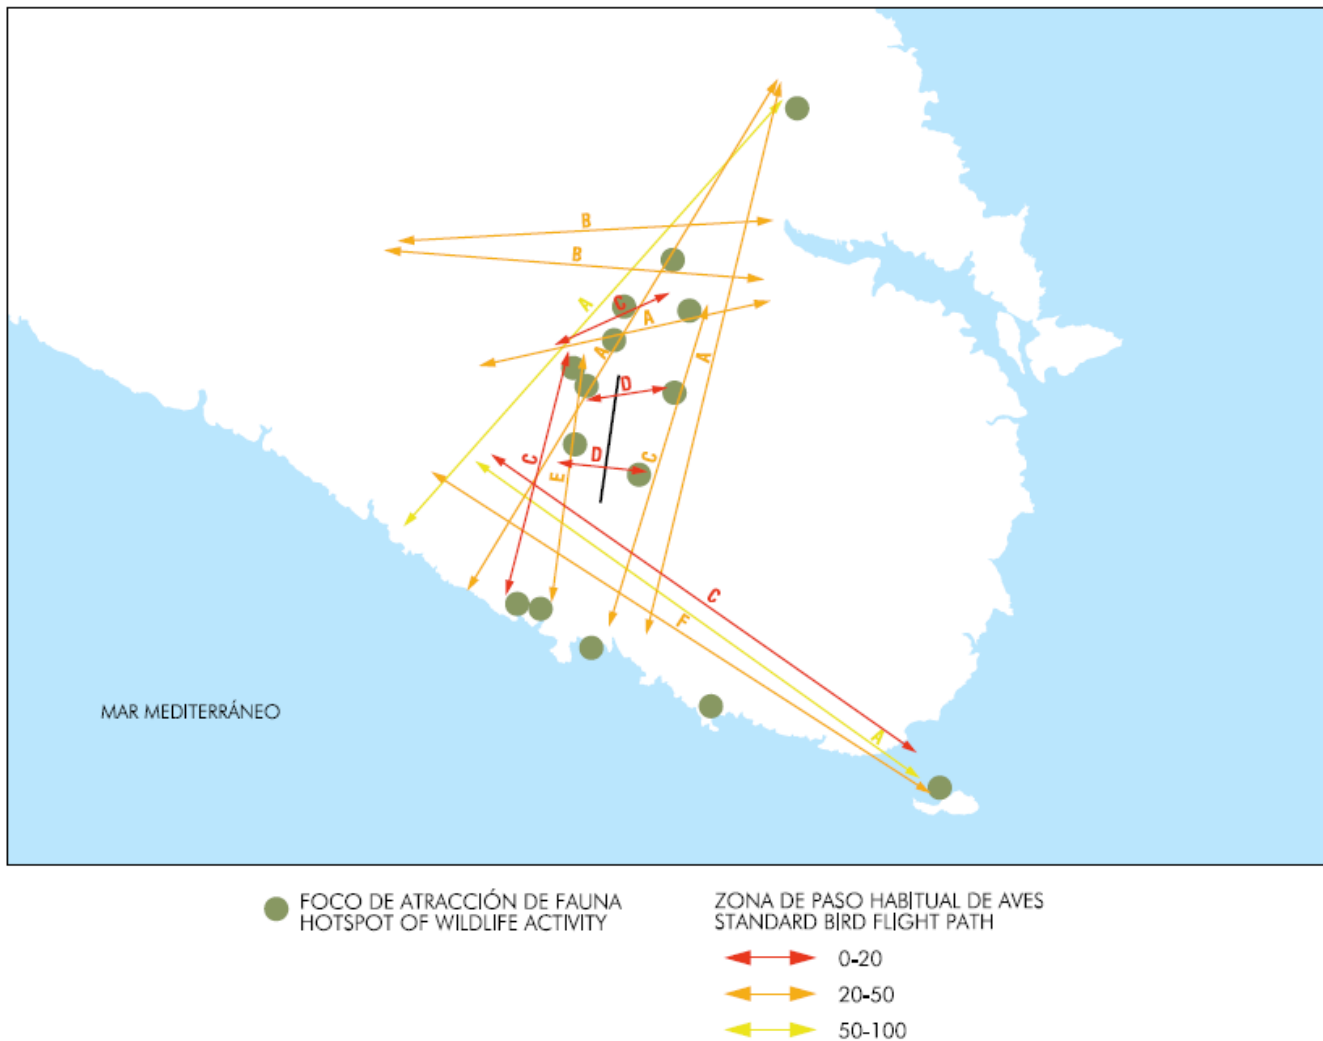 B
B
A
C
A
A
A
D
C
D
C
E
C
F
A
MAR MEDITERRÁNEO
FOCO DE ATRACCIÓN DE FAUNA
HOTSPOT OF WILDLIFE ACTIVITY
ZONA DE PASO HABITUAL DE AVES
STANDARD BIRD FLIGHT PATH
0-20
20-50
50-100